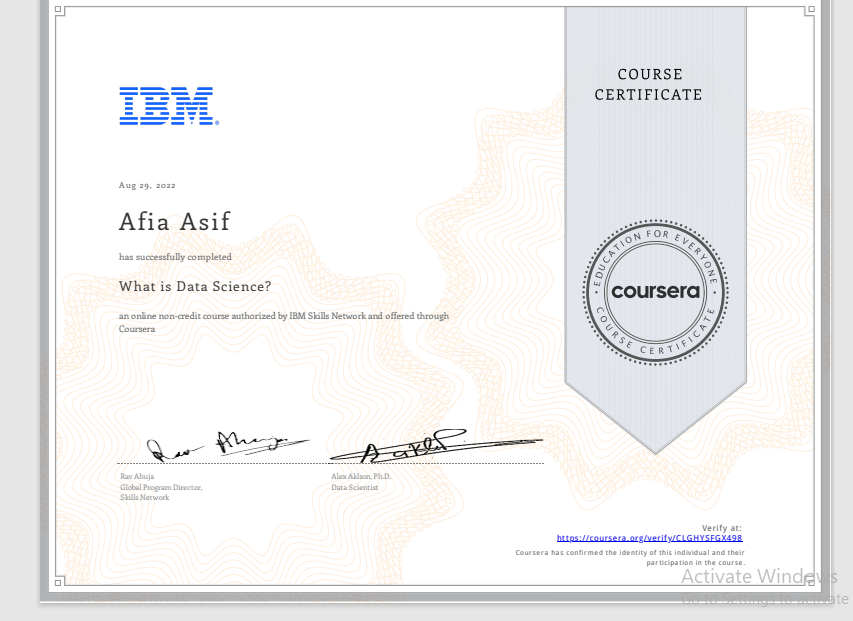 COURSE
CERTIFICATE
IBM®
Aug 29, 2022
Afia Asif
has successfully completed
What is Data Science?
an online non-credit course authorized by IBM Skills Network and offered through
Coursera
EDUCATION FOR EVERYONE
coursera
COURSE CERTIFICATE
Rav Ahuja
Global Program Director,
Skills Network
Alex Aklson, Ph.D.
Data Scientist
Verify at:
https://coursera.org/verify/CLGHYSFGX498
Coursera has confirmed the identity of this individual and their
participation in the course.
Activate Windows
Go to Settings to activate